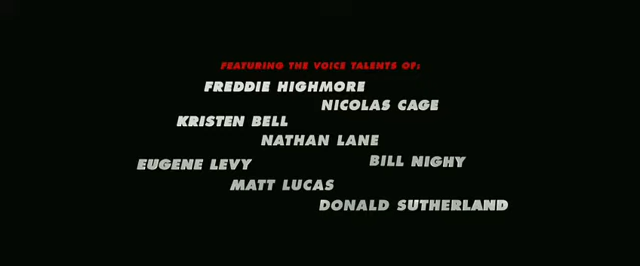 FEATURING THE VOICE TALENTS OF:
FREDDIE HIGHMORE
NICOLAS CAGE
KRISTEN BELL
NATHAN LANE
EUGENE LEVY
BILL NIGHY
MATT LUCAS
DONALD SUTHERLAND